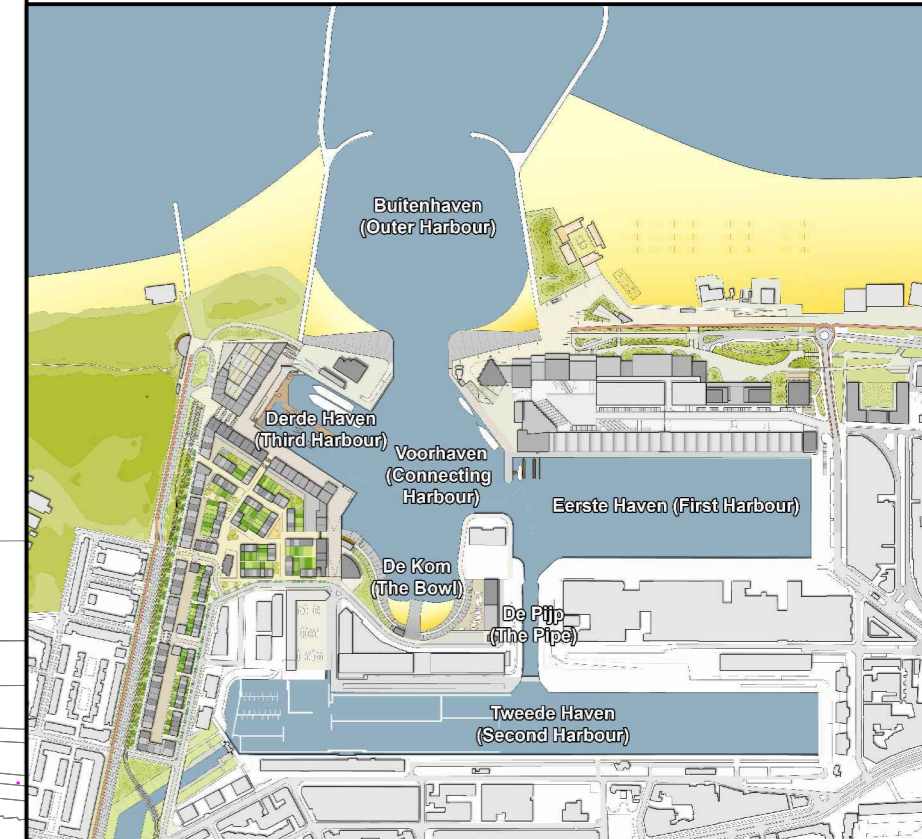 Buitenhaven
(Outer Harbour)
Derde Haven
(Third Harbour)
Voorhaven
(Connecting
Harbour)
Eerste Haven (First Harbour)
De Kom
(The Bowl)
De Pijp
(The Pipe)
Tweede Haven
(Second Harbour)